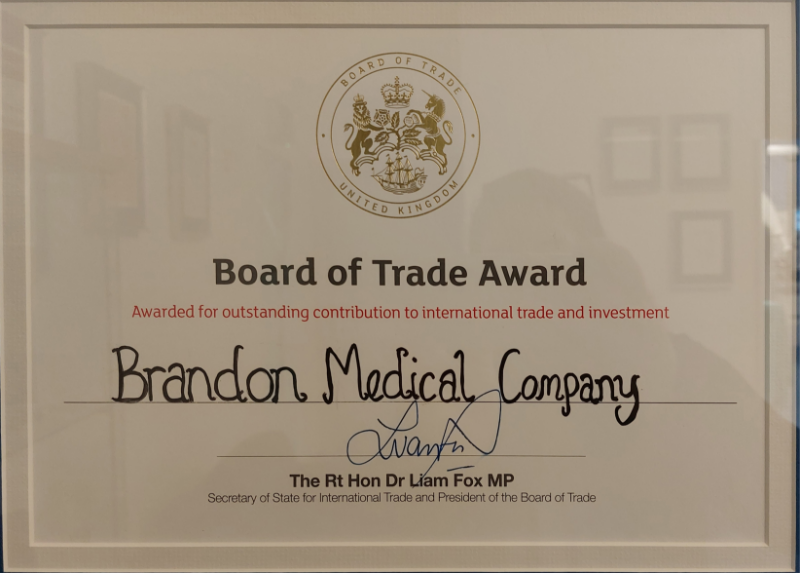 BOARD OF TRADE
UNITED KINGDOM
Board of Trade Award
Awarded for outstanding contribution to international trade and investment
Brandon Medical Company
The Rt Hon Dr Liam Fox MP
Secretary of State for International Trade and President of the Board of Trade